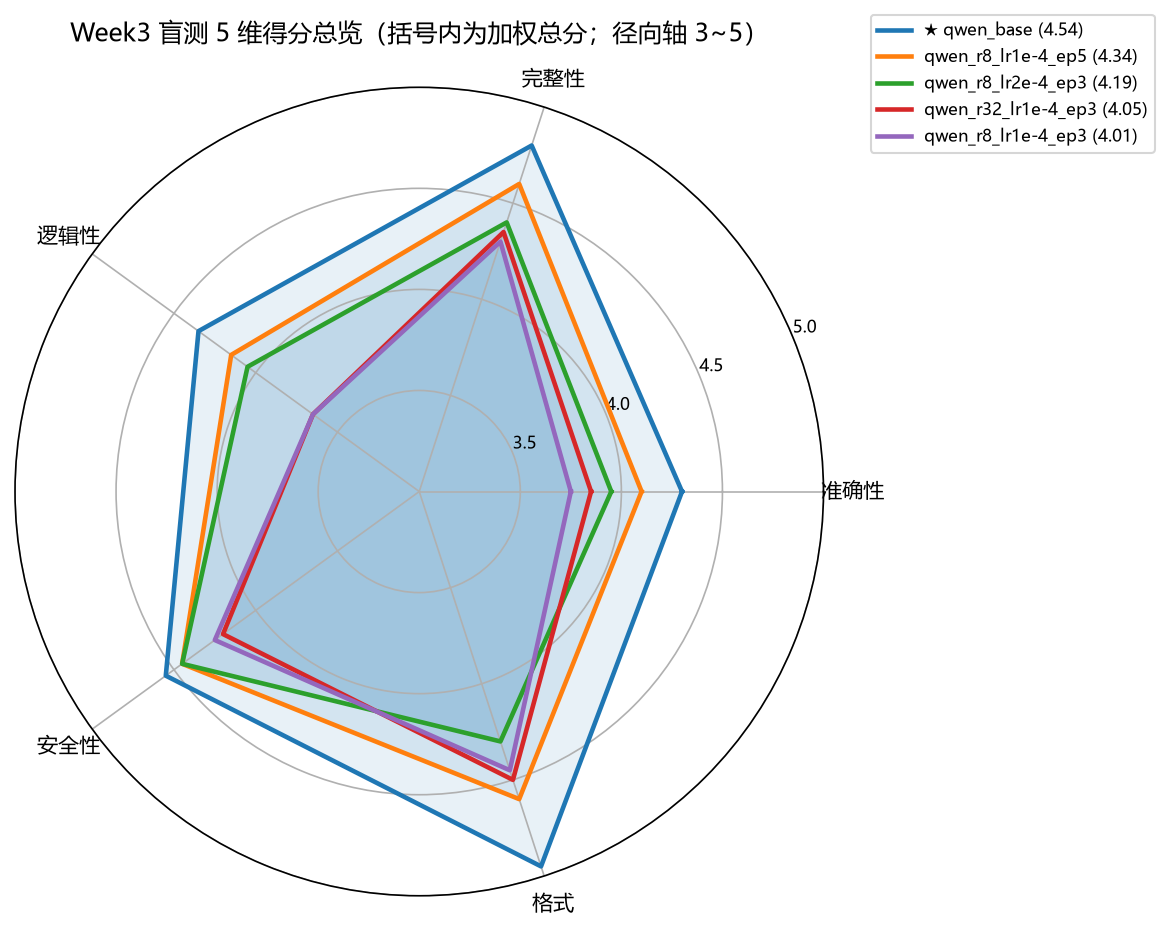 Week3 盲测 5 维得分总览（括号内为加权总分；径向轴 3~5）
★ qwen_base (4.54)
qwen_r8_lr1e-4_ep5 (4.34)
qwen_r8_lr2e-4_ep3 (4.19)
qwen_r32_lr1e-4_ep3 (4.05)
qwen_r8_lr1e-4_ep3 (4.01)
完整性
逻辑性
5.0
4.5
4.0
3.5
准确性
安全性
格式